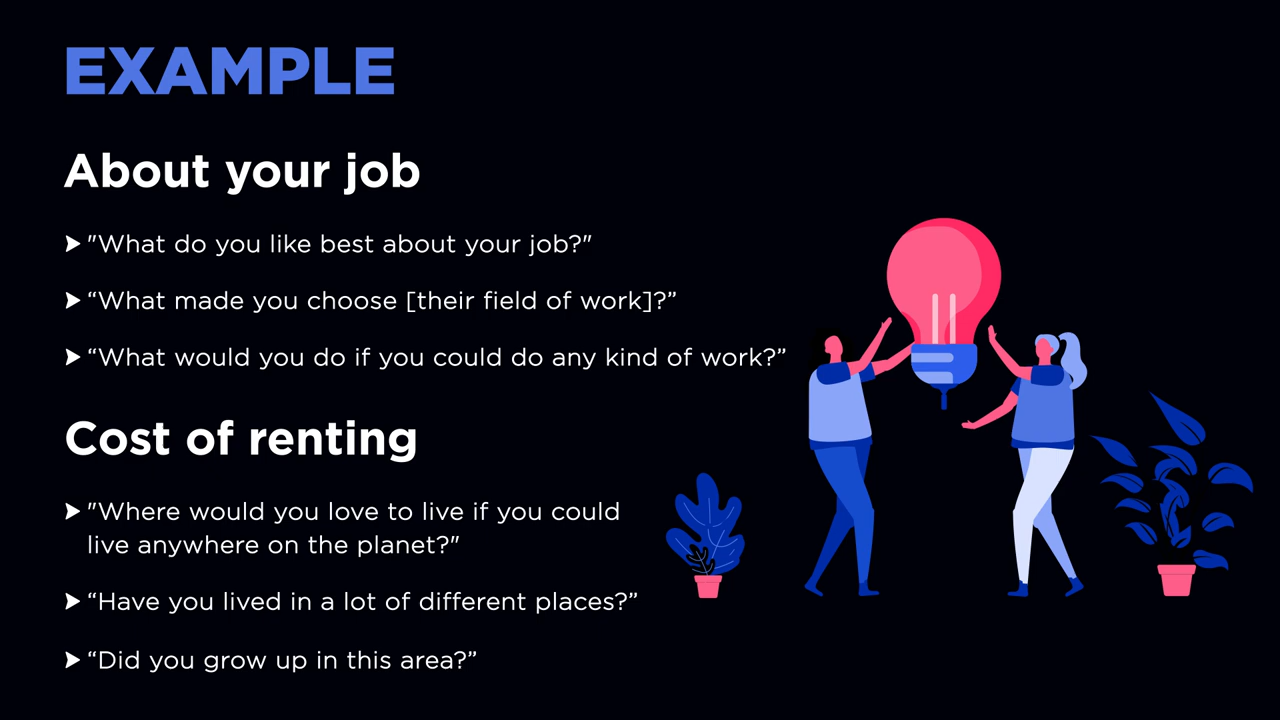 EXAMPLE
About your job
"What do you like best about your job?"
“What made you choose [their field of work]?”
“What would you do if you could do any kind of work?”
Cost of renting
"Where would you love to live if you could
live anywhere on the planet?"
“Have you lived in a lot of different places?”
“Did you grow up in this area?”